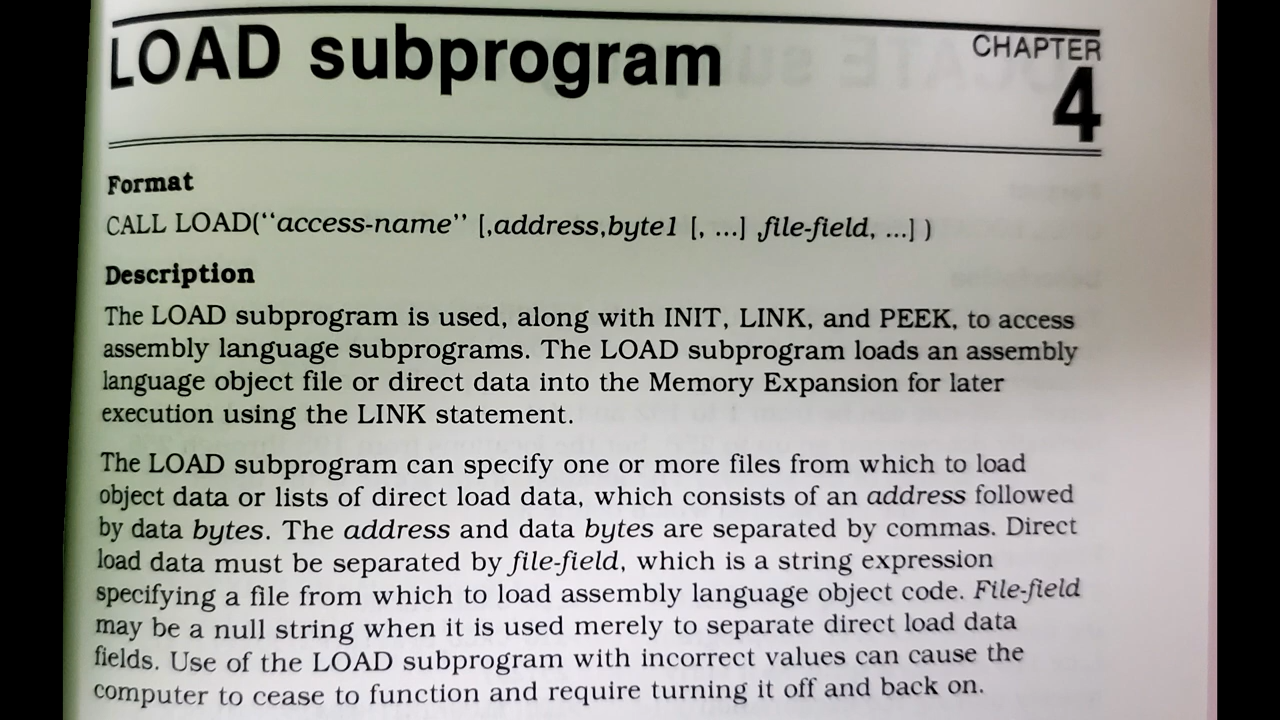 LOAD subprogram
CHAPTER
4
Format
CALL LOAD(“access-name” [,address,byte1 [, ...] ,file-field, ...] )
Description
The LOAD subprogram is used, along with INIT, LINK, and PEEK, to access
assembly language subprograms. The LOAD subprogram loads an assembly
language object file or direct data into the Memory Expansion for later
execution using the LINK statement.
The LOAD subprogram can specify one or more files from which to load
object data or lists of direct load data, which consists of an address followed
by data bytes. The address and data bytes are separated by commas. Direct
load data must be separated by file-field, which is a string expression
specifying a file from which to load assembly language object code. File-field
may be a null string when it is used merely to separate direct load data
fields. Use of the LOAD subprogram with incorrect values can cause the
computer to cease to function and require turning it off and back on.